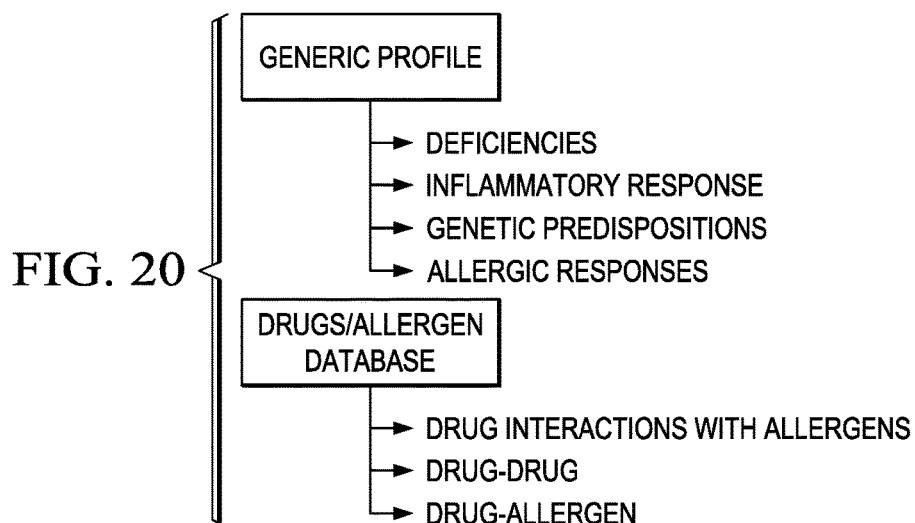 GENERIC PROFILE
DEFICIENCIES
INFLAMMATORY RESPONSE
GENETIC PREDISPOSITIONS
ALLERGIC RESPONSES
FIG. 20
DRUGS/ALLERGEN
DATABASE
DRUG INTERACTIONS WITH ALLERGENS
DRUG-DRUG
DRUG-ALLERGEN